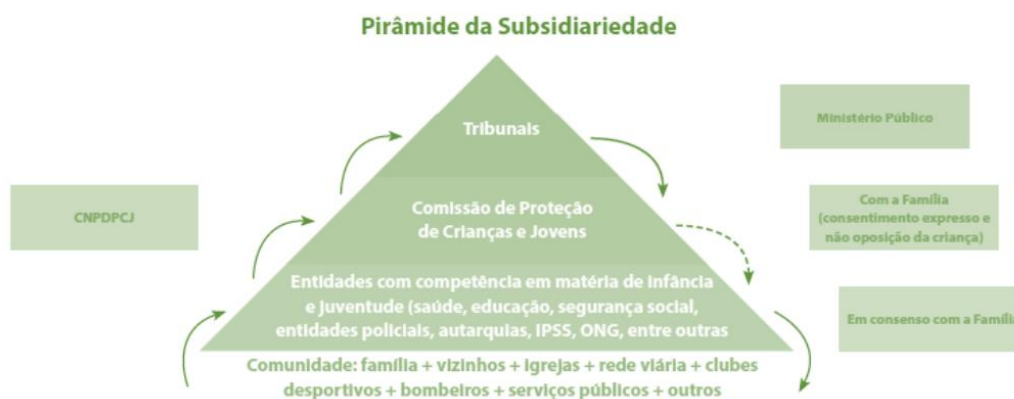 Pirâmide da Subsidiariedade
Tribunais
Ministério Público
CNPDPCJ
Comissão de Proteção
de Crianças e Jovens
Com a Família
(consentimento expresso e
não oposição da criança)
Entidades com competência em matéria de infância
e juventude (saúde, educação, segurança social,
entidades policiais, autarquias, IPSS, ONG, entre outras
Em consenso com a Família
Comunidade: família + vizinhos + igrejas + rede viária + clubes
desportivos + bombeiros + serviços públicos + outros